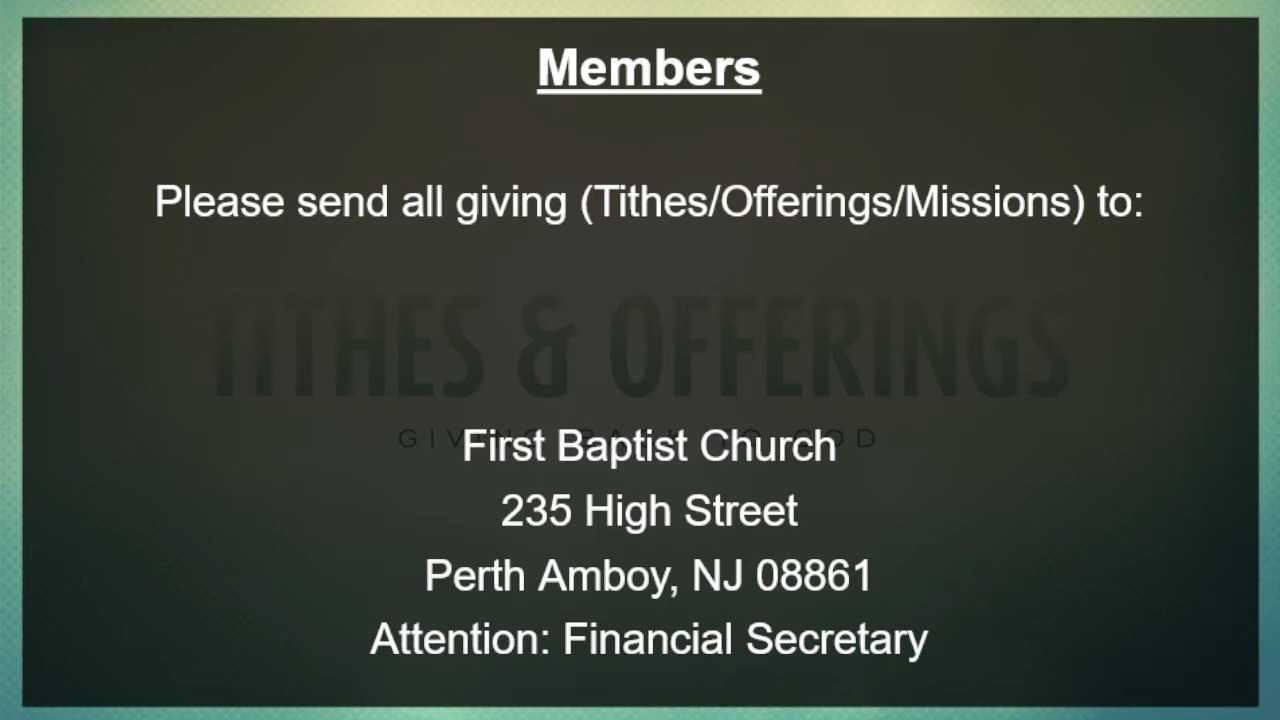 Members
Please send all giving (Tithes/Offerings/Missions) to:
TITHES & OFFERINGS
First Baptist Church
235 High Street
Perth Amboy, NJ 08861
Attention: Financial Secretary